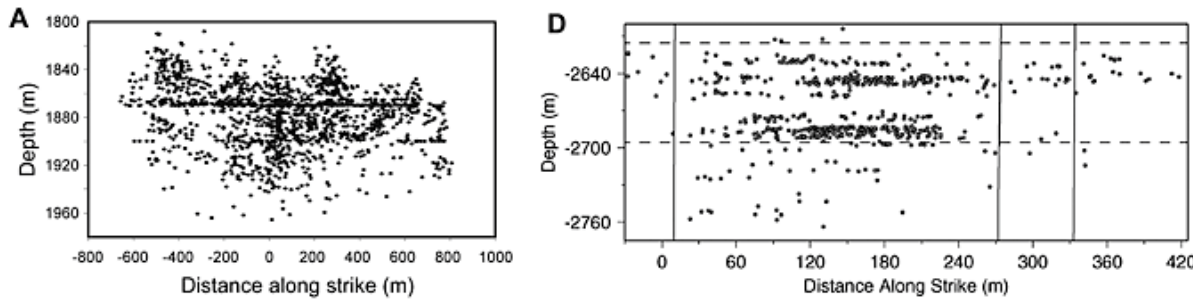 A
1800
1840
1880
1920
1960
Depth (m)
-800 -600 -400 -200 0 200 400 600 800 1000
Distance along strike (m)
D
-2640
-2700
-2760
Depth (m)
0 60 120 180 240 300 360 420
Distance Along Strike (m)